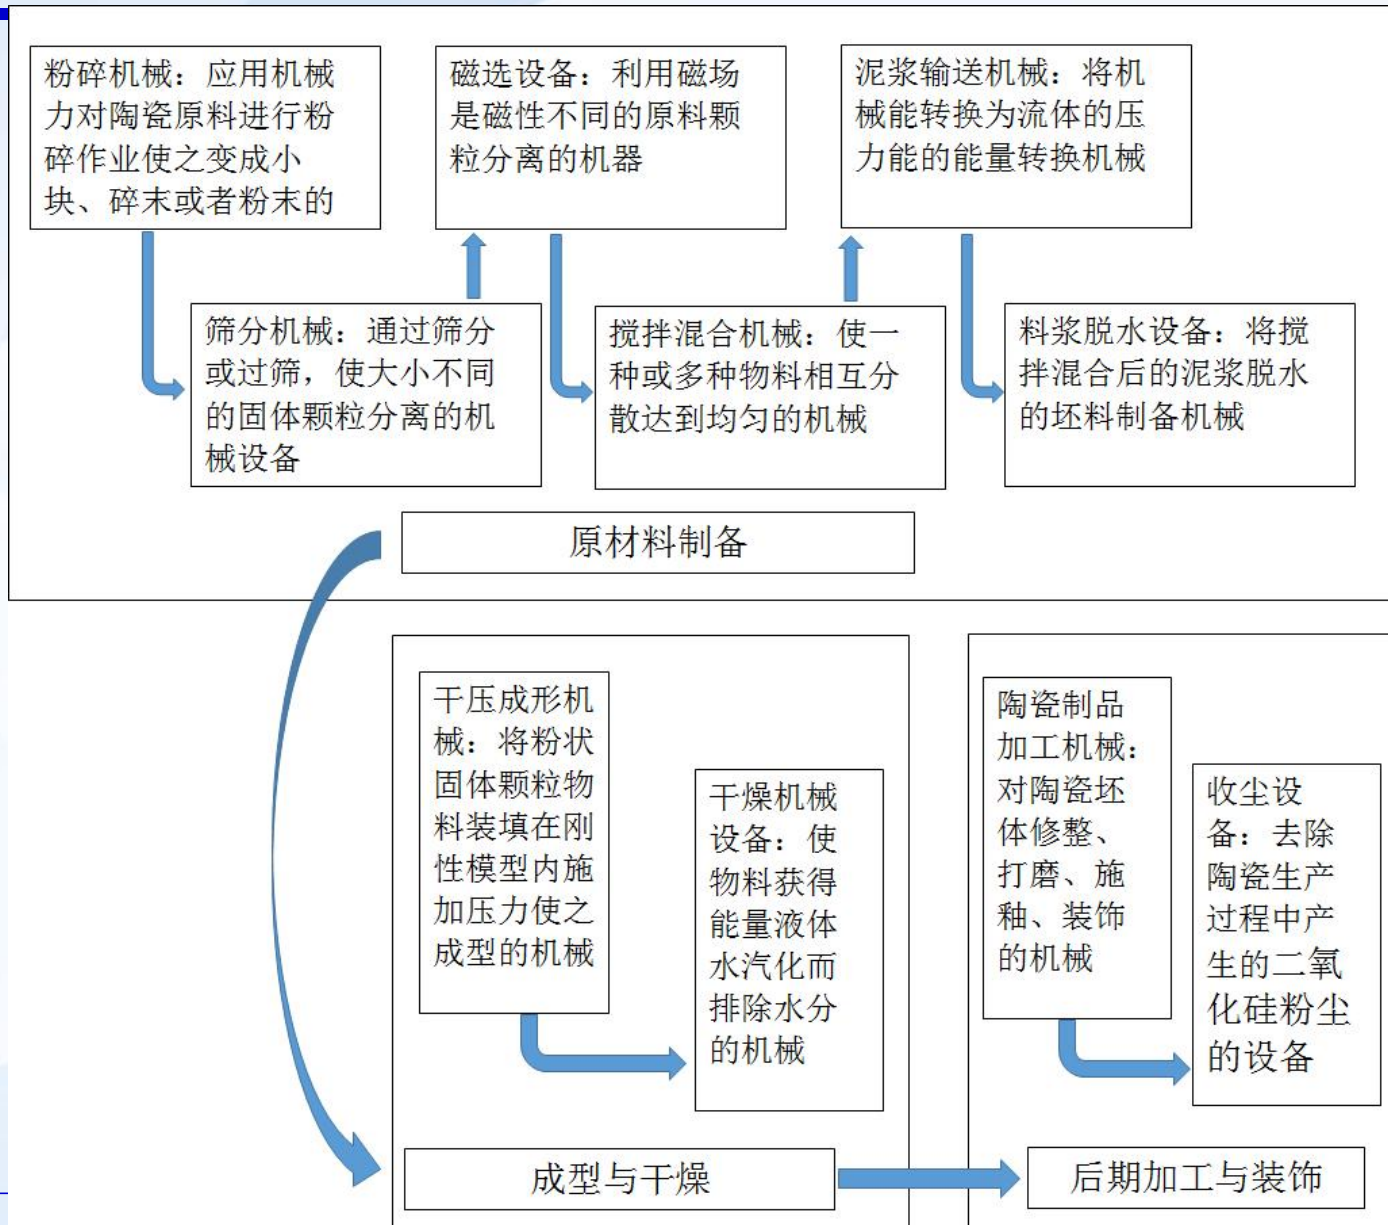 粉碎机械：应用机械
力对陶瓷原料进行粉
碎作业使之变成小
块、碎末或者粉末的
筛分机械：通过筛分
或过筛，使大小不同
的固体颗粒分离的机
械设备
磁选设备：利用磁场
是磁性不同的原料颗
粒分离的机器
搅拌混合机械：使一
种或多种物料相互分
散达到均匀的机械
泥浆输送机械：将机
械能转换为流体的压
力能的能量转换机械
料浆脱水设备：将搅
拌混合后的泥浆脱水
的坯料制备机械
原材料制备
干压成形机
械：将粉状
固体颗粒物
料装填在刚
性模型内施
加压力使之
成型的机械
干燥机械
设备：使
物料获得
能量液体
水汽化而
排除水分
的机械
成型与干燥
陶瓷制品
加工机械：
对陶瓷坯
体修整、
打磨、施
釉、装饰
的机械
收尘设
备：去除
陶瓷生产
过程中产
生的二氧
化硅粉尘
的设备
后期加工与装饰